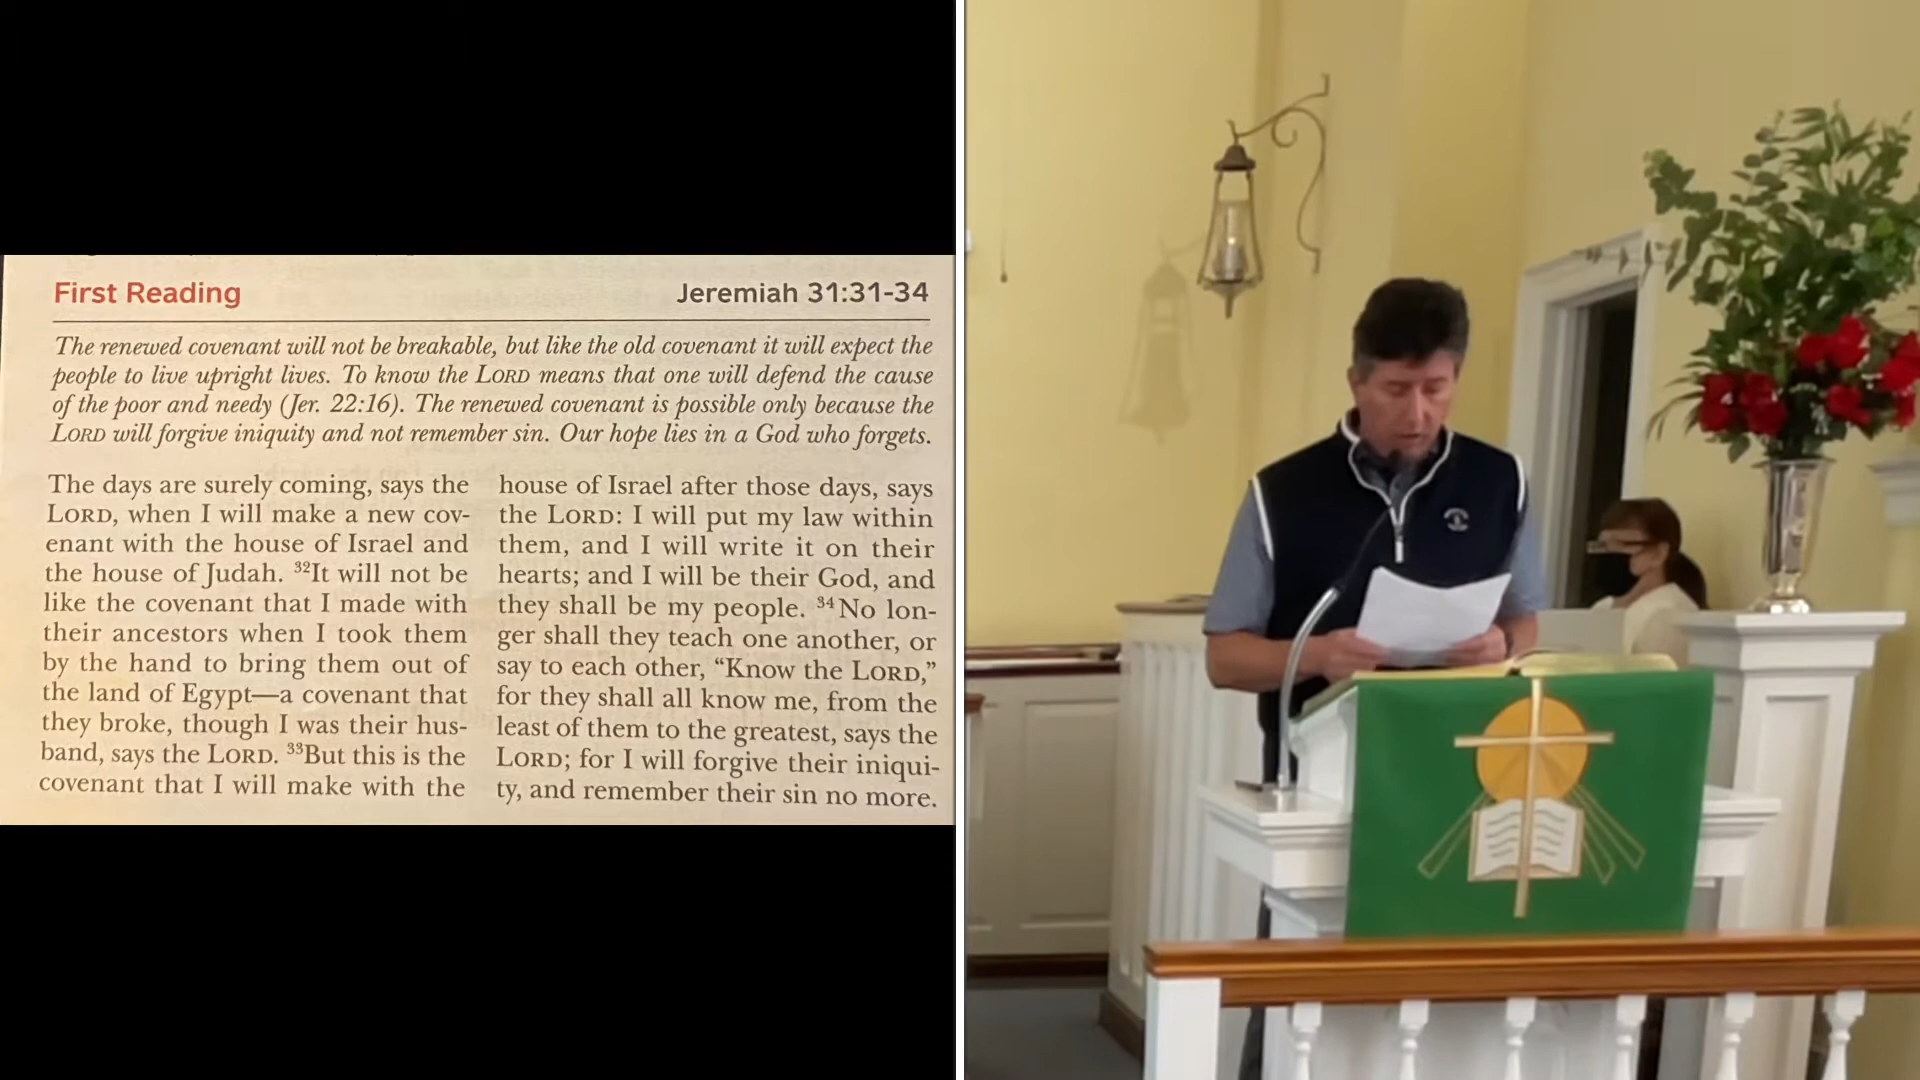 First Reading
Jeremiah 31:31-34
The renewed covenant will not be breakable, but like the old covenant it will expect the
people to live upright lives. To know the LORD means that one will defend the cause
of the poor and needy (Jer. 22:16). The renewed covenant is possible only because the
LORD will forgive iniquity and not remember sin. Our hope lies in a God who forgets.
The days are surely coming, says the
LORD, when I will make a new cov-
enant with the house of Israel and
the house of Judah. ³²It will not be
like the covenant that I made with
their ancestors when I took them
by the hand to bring them out of
the land of Egypt—a covenant that
they broke, though I was their hus-
band, says the LORD. ³³But this is the
covenant that I will make with the
house of Israel after those days, says
the LORD: I will put my law within
them, and I will write it on their
hearts; and I will be their God, and
they shall be my people. ³⁴No lon-
ger shall they teach one another, or
say to each other, “Know the LORD,”
for they shall all know me, from the
least of them to the greatest, says the
LORD; for I will forgive their iniqui-
ty, and remember their sin no more.